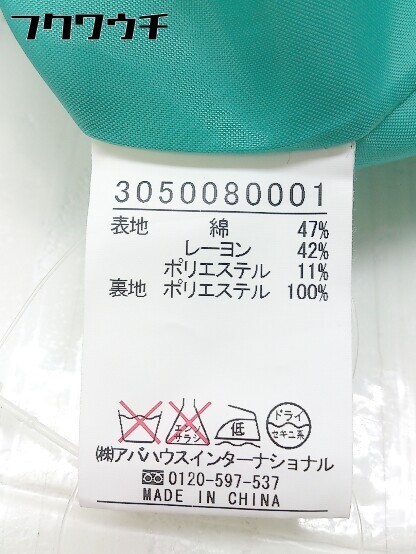 フクワウチ
3050080001
表地 綿 47%
レーヨン 42%
ポリエステル 11%
裏地 ポリエステル 100%
エンソ サラシ 低 ドライ セキユ系
㈱アバハウスインターナショナル
0120-597-537
MADE IN CHINA